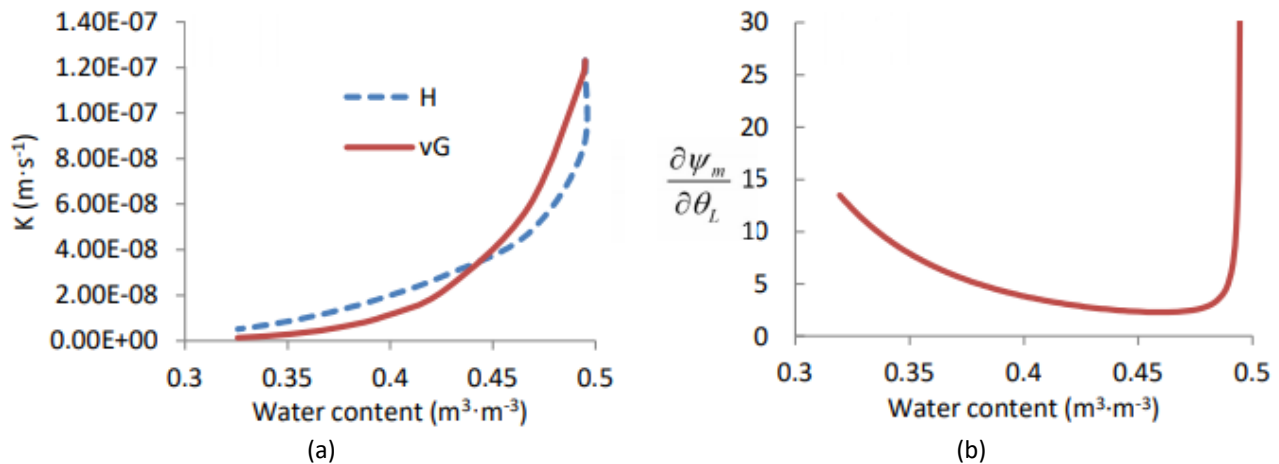 1.40E-07
1.20E-07
1.00E-07
8.00E-08
6.00E-08
4.00E-08
2.00E-08
0.00E+00
K (m·s⁻¹)
H
vG
0.3 0.35 0.4 0.45 0.5
Water content (m³·m⁻³)
(a)
30
25
20
15
10
5
0
∂ψₘ
∂θ_L
0.3 0.35 0.4 0.45 0.5
Water content (m³·m⁻³)
(b)